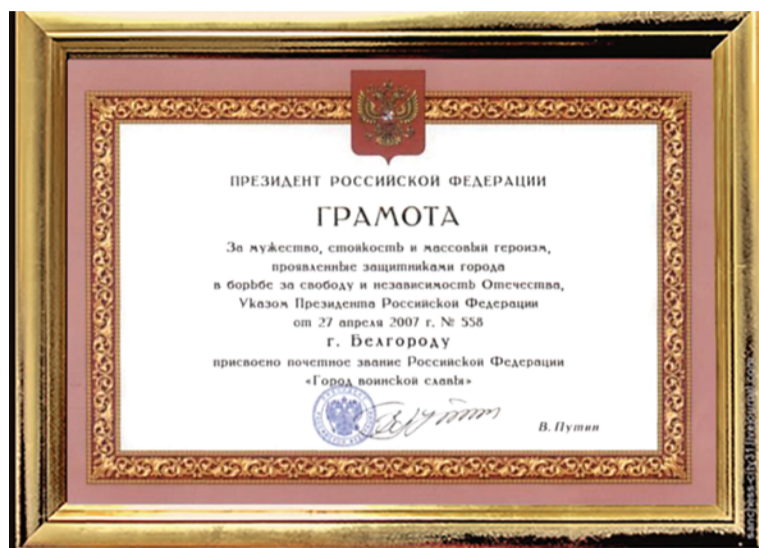 ПРЕЗИДЕНТ РОССИЙСКОЙ ФЕДЕРАЦИИ
ГРАМОТА
За мужество, стойкость и массовый героизм,
проявленные защитниками города
в борьбе за свободу и независимость Отечества,
Указом Президента Российской Федерации
от 27 апреля 2007 г. № 558
г. Белгороду
присвоено почетное звание Российской Федерации
«Город воинской славы»
В. Путин